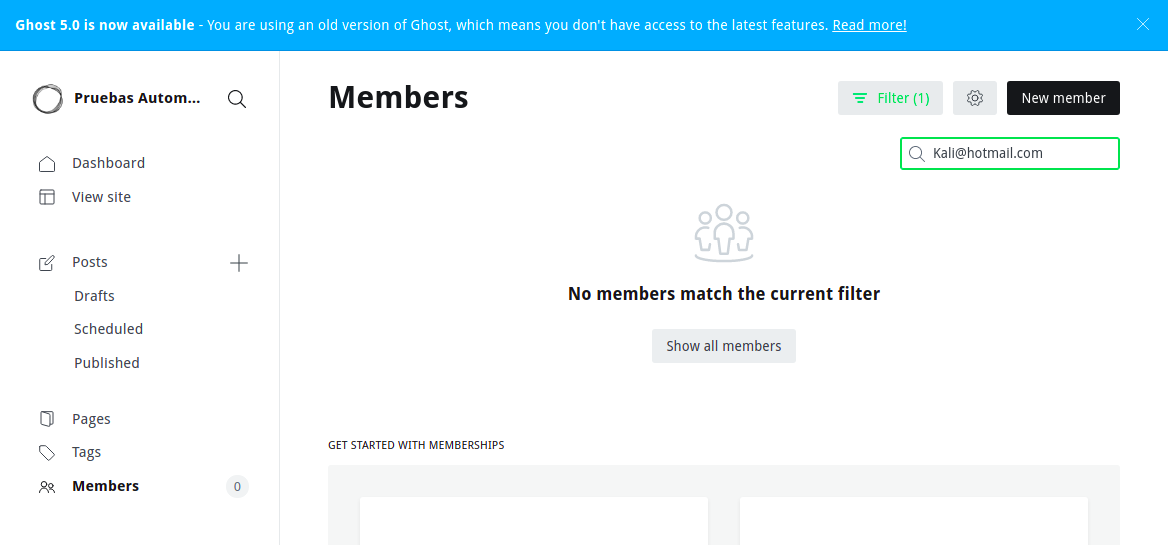 Ghost 5.0 is now available - You are using an old version of Ghost, which means you don't have access to the latest features. Read more!
Pruebas Autom...
Dashboard
View site
Posts
Drafts
Scheduled
Published
Pages
Tags
Members
0
Members
Filter (1)
New member
Kali@hotmail.com
No members match the current filter
Show all members
GET STARTED WITH MEMBERSHIPS